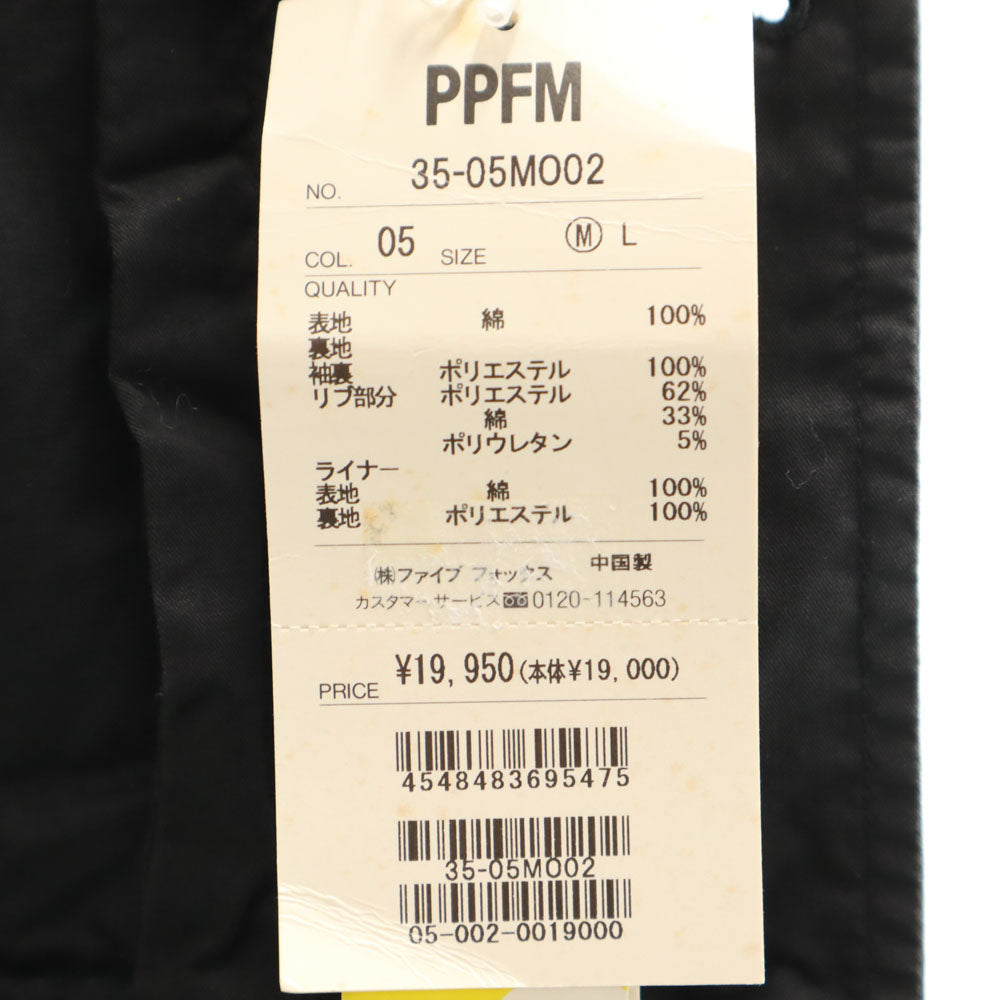 PPFM
NO. 35-05MO02
COL. 05 SIZE Ⓜ L
QUALITY
表地 綿 100%
裏地
袖裏 ポリエステル 100%
リブ部分 ポリエステル 62%
綿 33%
ポリウレタン 5%
ライナー
表地 綿 100%
裏地 ポリエステル 100%
㈱ファイブ フォックス 中国製
カスタマーサービス 0120-114563
PRICE ¥19,950(本体¥19,000)
4548483695475
35-05MO02
05-002-0019000